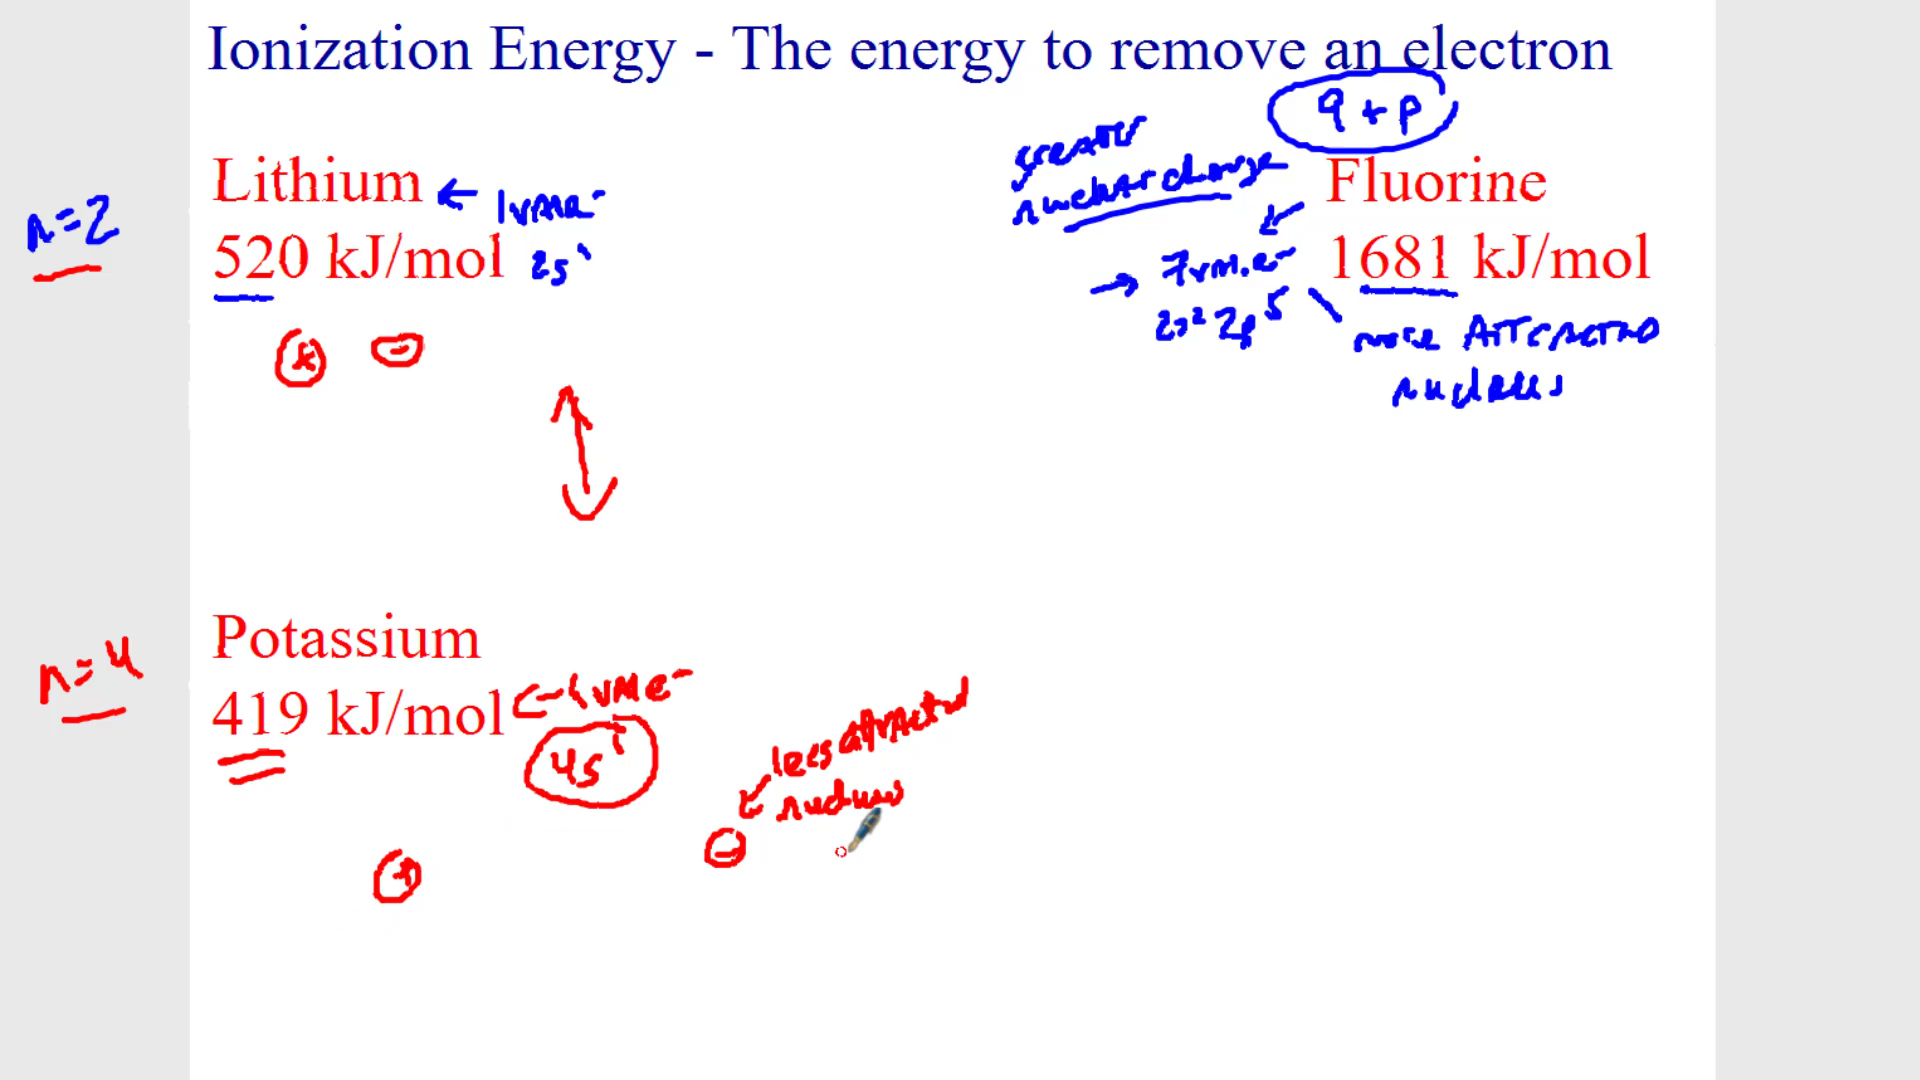 Ionization Energy - The energy to remove an electron
9 + p
greater
nuclear charge
Lithium ← 1 val e-
Fluorine
n=2
520 kJ/mol 2s¹
1681 kJ/mol
→ 7 val. e-
2s² 2p⁵
more ATTRACTED
nucleus
+ -
Potassium
n=4
419 kJ/mol ← 1 val e-
4s¹
less attracted
nucleus
-
+